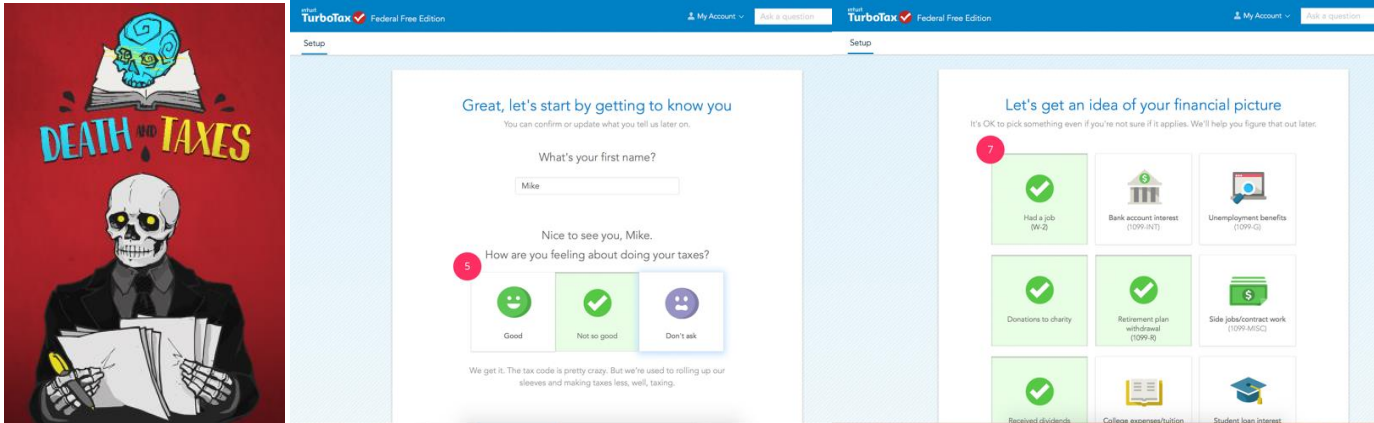 DEATH AND TAXES
intuit
TurboTax Federal Free Edition
My Account
Ask a question
Setup
Great, let's start by getting to know you
You can confirm or update what you tell us later on.
What's your first name?
Mike
Nice to see you, Mike.
How are you feeling about doing your taxes?
5
Good
Not so good
Don't ask
We get it. The tax code is pretty crazy. But we're used to rolling up our
sleeves and making taxes less, well, taxing.
intuit
TurboTax Federal Free Edition
My Account
Ask a question
Setup
Let's get an idea of your financial picture
It's OK to pick something even if you're not sure if it applies. We'll help you figure that out later.
7
Had a job
(W-2)
Bank account interest
(1099-INT)
Unemployment benefits
(1099-G)
Donations to charity
Retirement plan
withdrawal
(1099-R)
Side jobs/contract work
(1099-MISC)
Received dividends
College expenses/tuition
Student loan interest